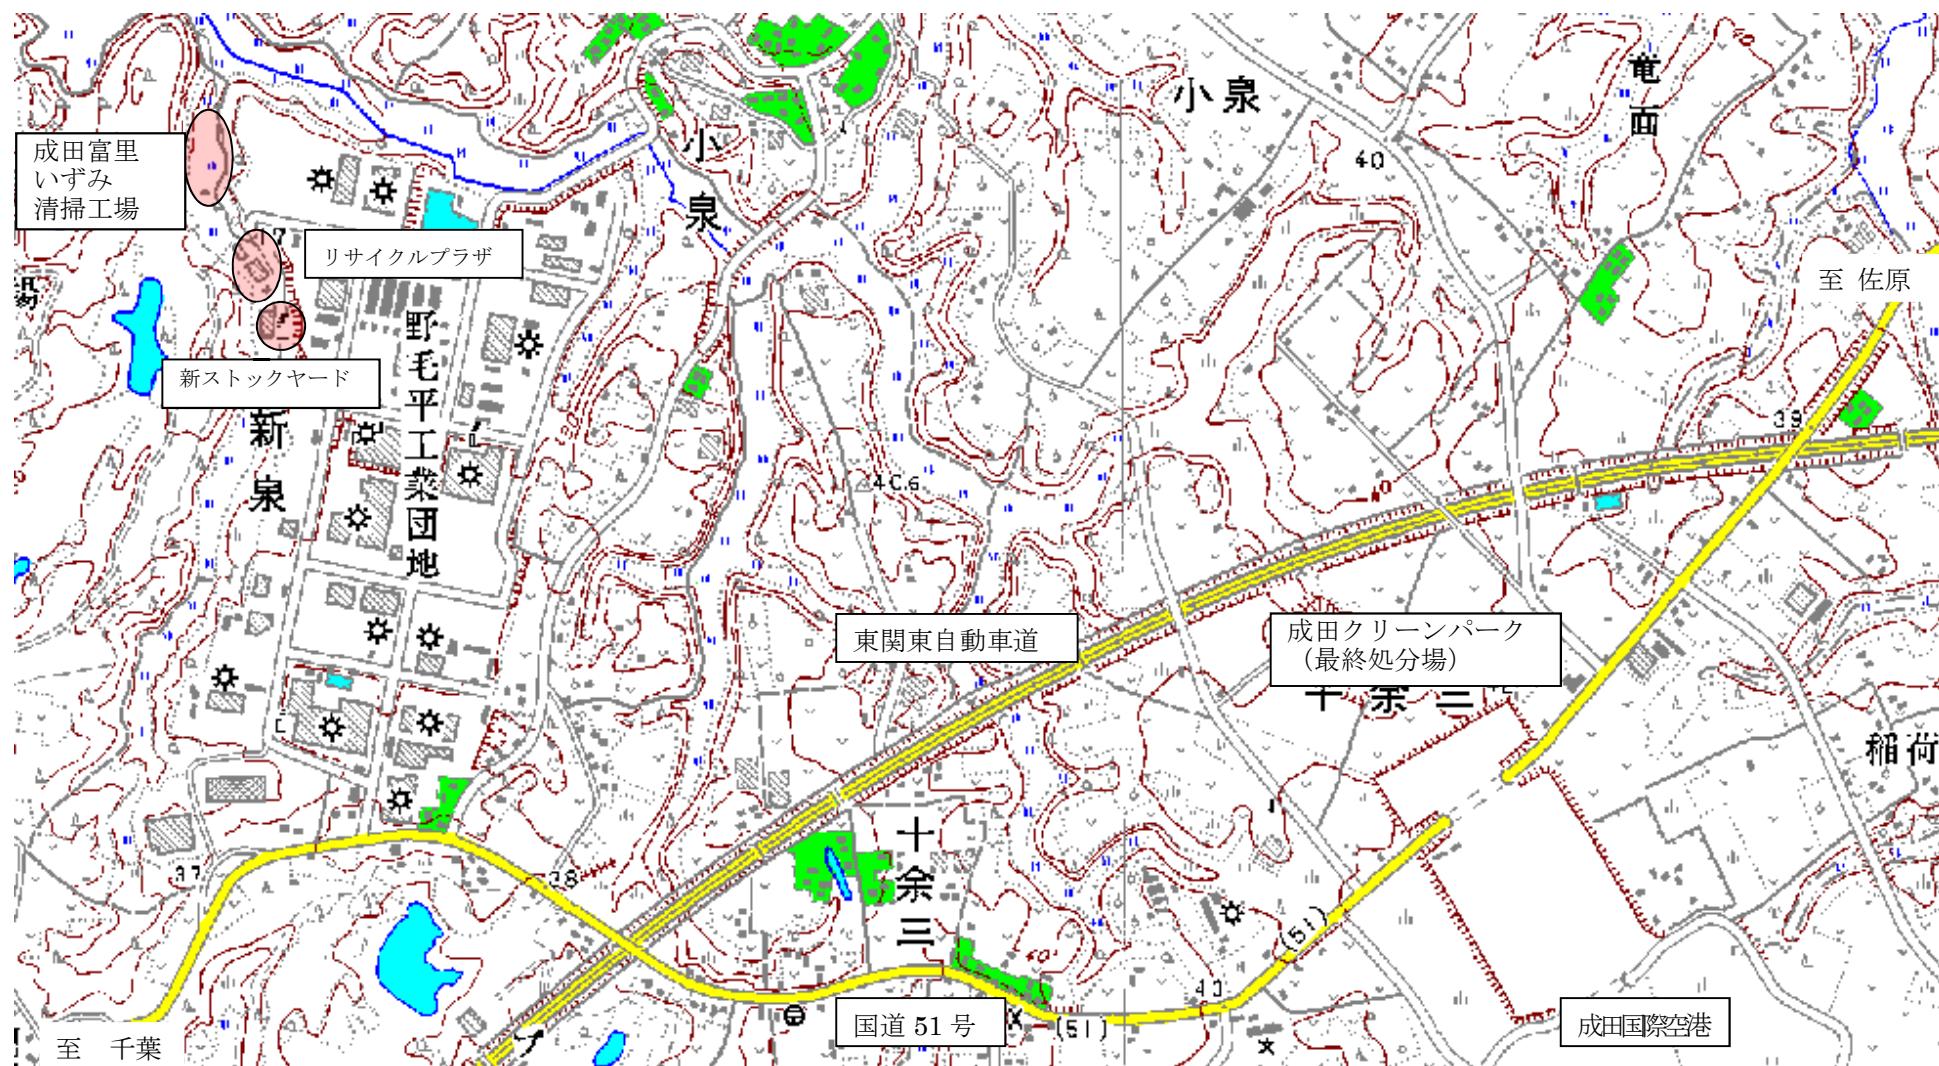 成田富里
いずみ
清掃工場
リサイクルプラザ
新ストックヤード
新泉
野毛平工業団地
小泉
小泉
竜面
40
至 佐原
39
40
40.6
東関東自動車道
成田クリーンパーク
（最終処分場）
十余三
稲荷
37
38
十余三
40
(51)
43
(51)
国道 51 号
成田国際空港
至 千葉